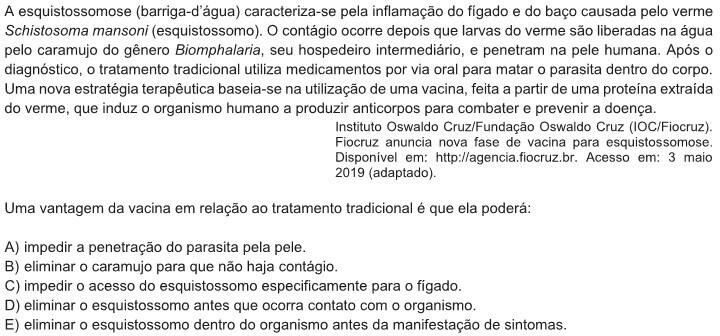 A esquistossomose (barriga-d’água) caracteriza-se pela inflamação do fígado e do baço causada pelo verme
Schistosoma mansoni (esquistossomo). O contágio ocorre depois que larvas do verme são liberadas na água
pelo caramujo do gênero Biomphalaria, seu hospedeiro intermediário, e penetram na pele humana. Após o
diagnóstico, o tratamento tradicional utiliza medicamentos por via oral para matar o parasita dentro do corpo.
Uma nova estratégia terapêutica baseia-se na utilização de uma vacina, feita a partir de uma proteína extraída
do verme, que induz o organismo humano a produzir anticorpos para combater e prevenir a doença.
Instituto Oswaldo Cruz/Fundação Oswaldo Cruz (IOC/Fiocruz).
Fiocruz anuncia nova fase de vacina para esquistossomose.
Disponível em: http://agencia.fiocruz.br. Acesso em: 3 maio
2019 (adaptado).
Uma vantagem da vacina em relação ao tratamento tradicional é que ela poderá:
A) impedir a penetração do parasita pela pele.
B) eliminar o caramujo para que não haja contágio.
C) impedir o acesso do esquistossomo especificamente para o fígado.
D) eliminar o esquistossomo antes que ocorra contato com o organismo.
E) eliminar o esquistossomo dentro do organismo antes da manifestação de sintomas.